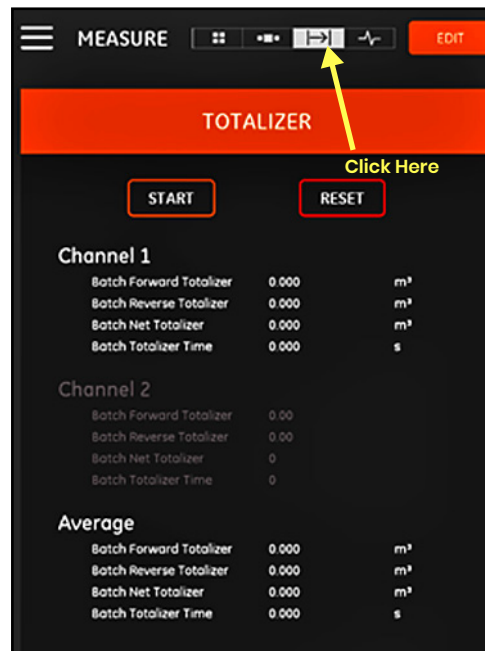 MEASURE EDIT
TOTALIZER
Click Here
START RESET
Channel 1
Batch Forward Totalizer 0.000 m³
Batch Reverse Totalizer 0.000 m³
Batch Net Totalizer 0.000 m³
Batch Totalizer Time 0.000 s
Channel 2
Batch Forward Totalizer 0.00
Batch Reverse Totalizer 0.00
Batch Net Totalizer 0
Batch Totalizer Time 0
Average
Batch Forward Totalizer 0.000 m³
Batch Reverse Totalizer 0.000 m³
Batch Net Totalizer 0.000 m³
Batch Totalizer Time 0.000 s